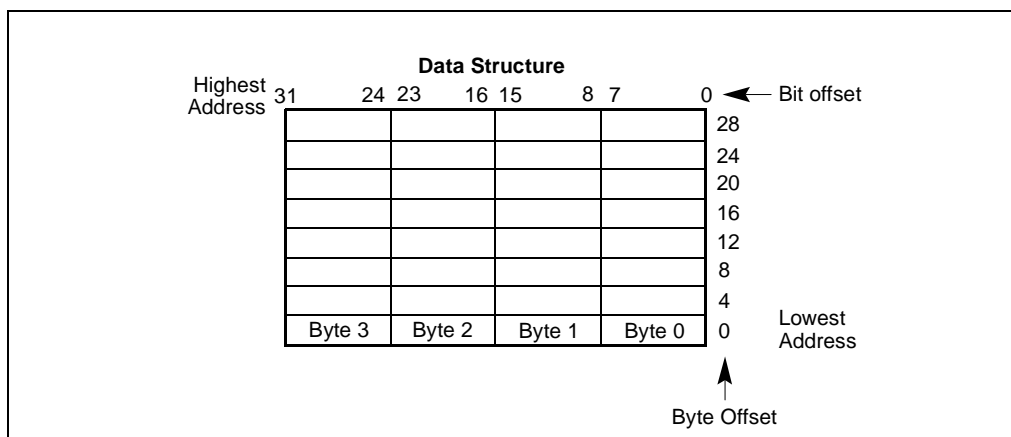 Data Structure
Highest
Address
31 24 23 16 15 8 7 0
Bit offset
28
24
20
16
12
8
4
Byte 3 Byte 2 Byte 1 Byte 0 0
Lowest
Address
Byte Offset